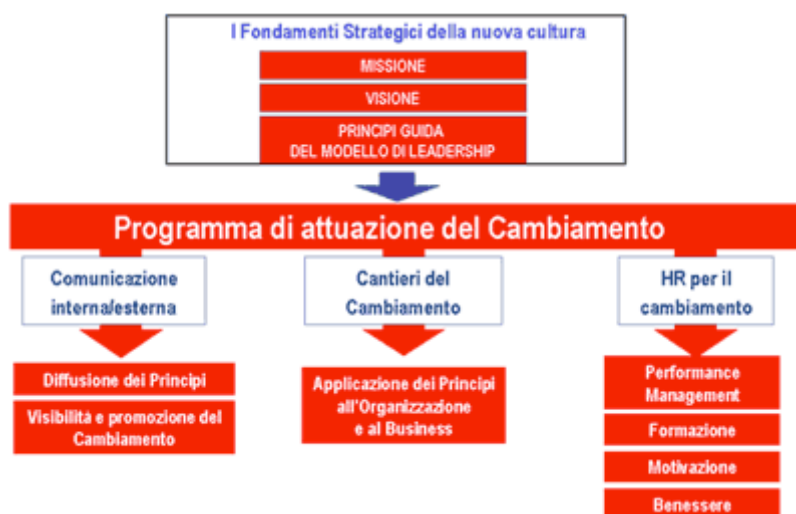 I Fondamenti Strategici della nuova cultura
MISSIONE
VISIONE
PRINCIPI GUIDA
DEL MODELLO DI LEADERSHIP
Programma di attuazione del Cambiamento
Comunicazione
interna/esterna
Diffusione dei Principi
Visibilità e promozione del
Cambiamento
Cantieri del
Cambiamento
Applicazione dei Principi
all'Organizzazione
e al Business
HR per il
cambiamento
Performance
Management
Formazione
Motivazione
Benessere